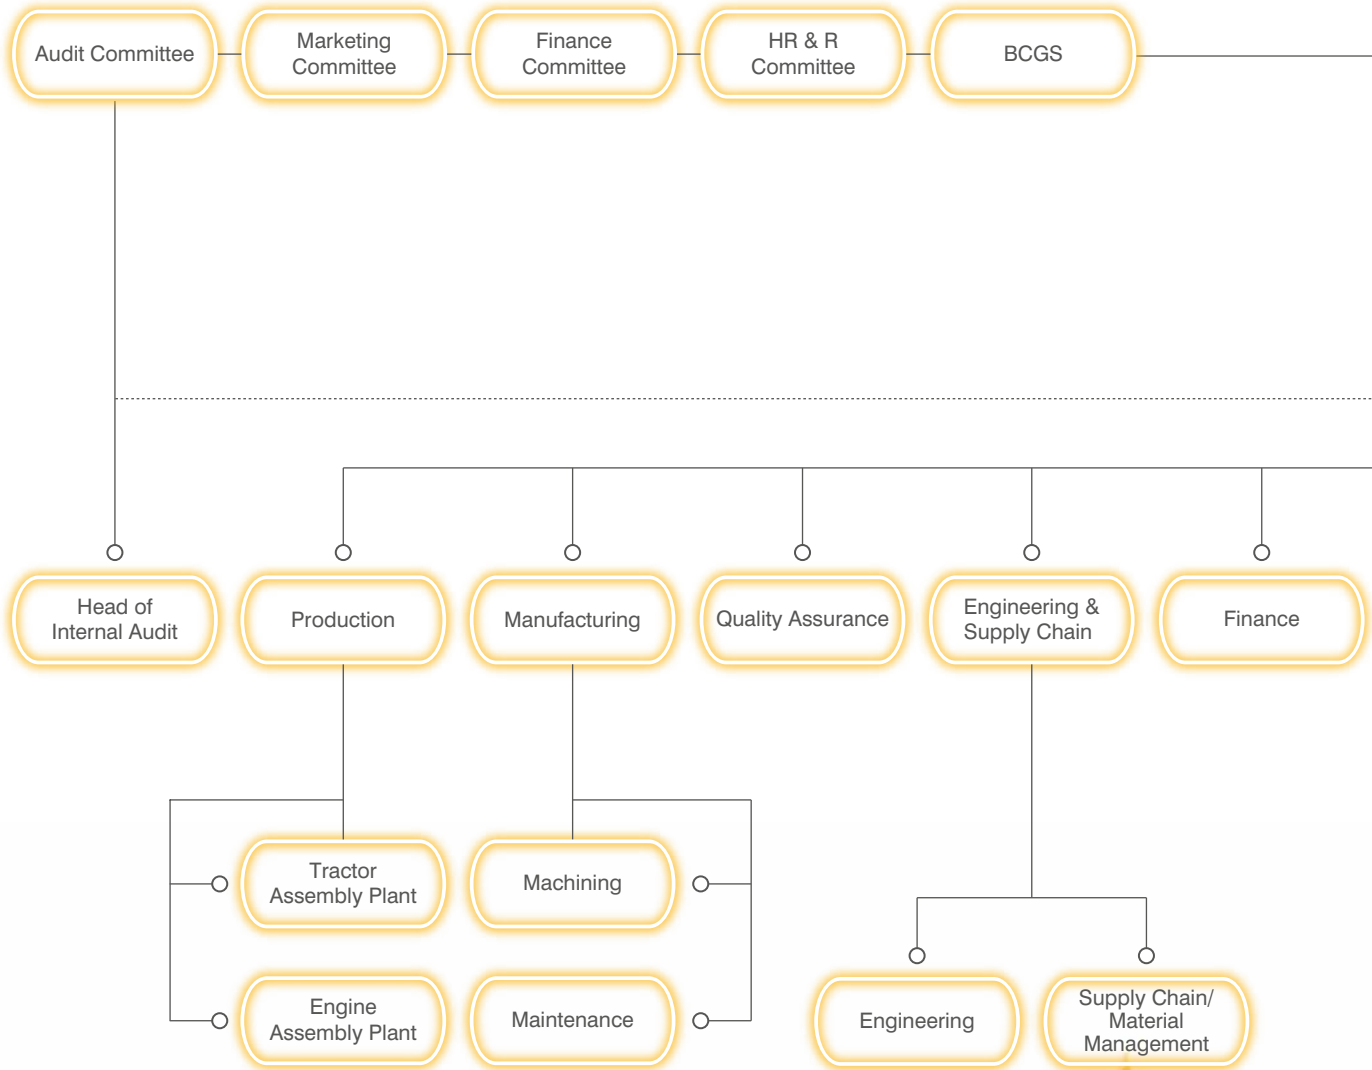 Audit Committee
Marketing
Committee
Finance
Committee
HR & R
Committee
BCGS
Head of
Internal Audit
Production
Manufacturing
Quality Assurance
Engineering &
Supply Chain
Finance
Tractor
Assembly Plant
Machining
Engine
Assembly Plant
Maintenance
Engineering
Supply Chain/
Material
Management